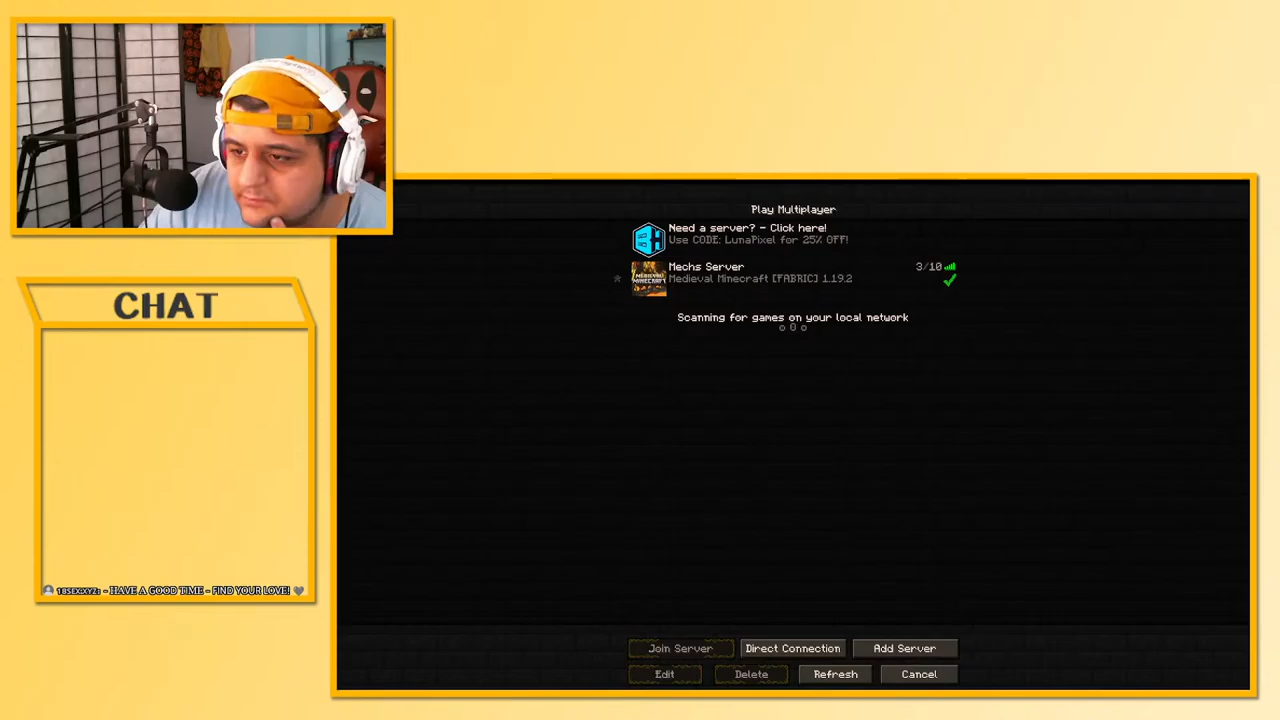 Play Multiplayer
Need a server? - Click here!
Use CODE: LunaPixel for 25% OFF!
Mechs Server
3/10
Medieval Minecraft [FABRIC] 1.19.2
MEDIEVAL
MINECRAFT
Scanning for games on your local network
o O o
CHAT
- HAVE A GOOD TIME - FIND YOUR LOVE! 🖤
Join Server
Direct Connection
Add Server
Edit
Delete
Refresh
Cancel